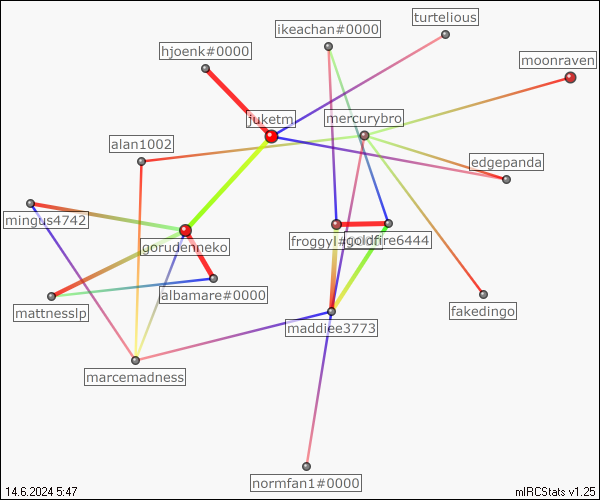 turtelious
ikeachan#0000
hjoenk#0000
moonraven
juketm
mercurybro
alan1002
edgepanda
mingus4742
gorudenneko
froggyl#
goldfire6444
albamare#0000
mattnesslp
fakedingo
maddiee3773
marcemadness
normfan1#0000
14.6.2024 5:47
mIRCStats v1.25